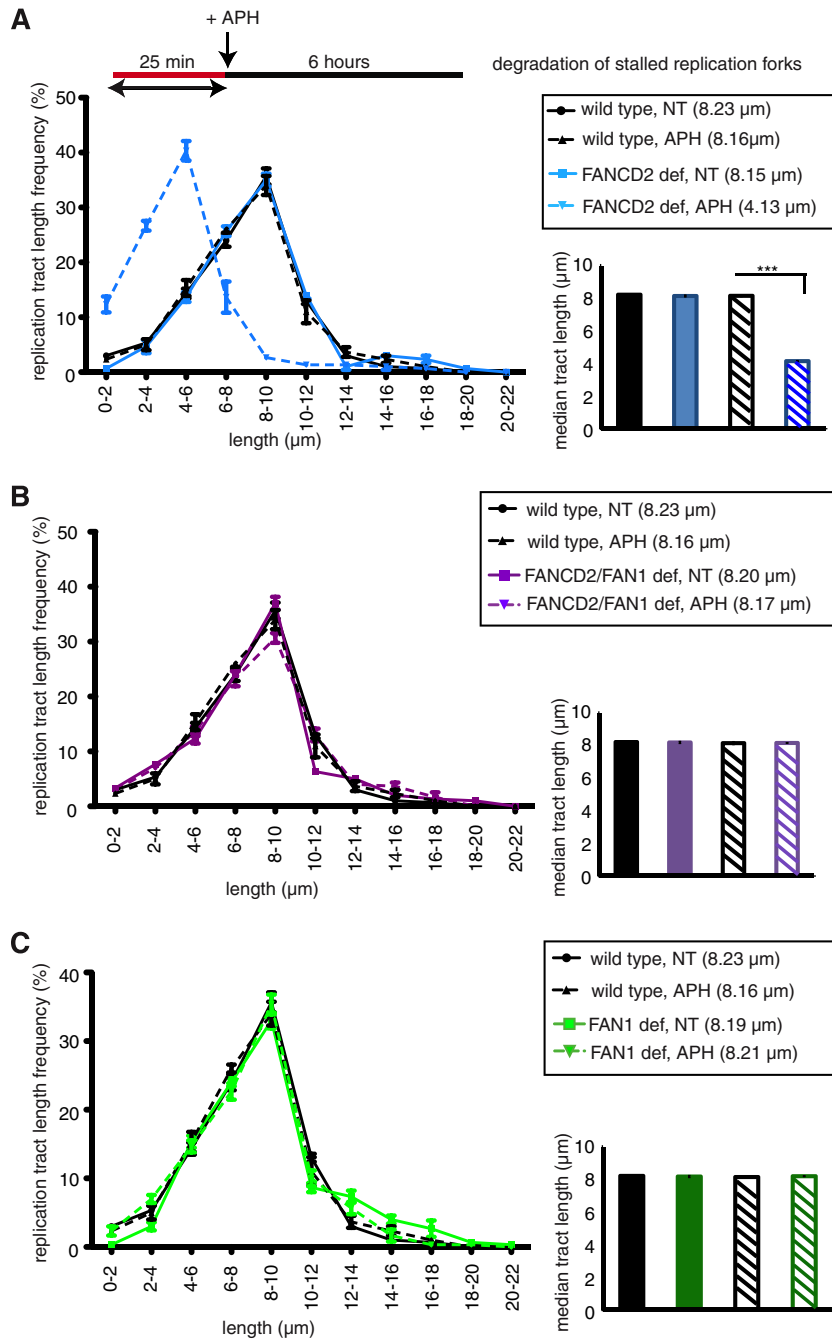 A
+ APH
25 min
6 hours
degradation of stalled replication forks
replication tract length frequency (%)
50
40
30
20
10
0
0-2
2-4
4-6
6-8
8-10
10-12
12-14
14-16
16-18
18-20
20-22
length (µm)
wild type, NT (8.23 µm)
wild type, APH (8.16µm)
FANCD2 def, NT (8.15 µm)
FANCD2 def, APH (4.13 µm)
median tract length (µm)
10
8
6
4
2
0
***
B
replication tract length frequency (%)
50
40
30
20
10
0
0-2
2-4
4-6
6-8
8-10
10-12
12-14
14-16
16-18
18-20
20-22
length (µm)
wild type, NT (8.23 µm)
wild type, APH (8.16 µm)
FANCD2/FAN1 def, NT (8.20 µm)
FANCD2/FAN1 def, APH (8.17 µm)
median tract length (µm)
10
8
6
4
2
0
C
replication tract length frequency (%)
40
30
20
10
0
0-2
2-4
4-6
6-8
8-10
10-12
12-14
14-16
16-18
18-20
20-22
length (µm)
wild type, NT (8.23 µm)
wild type, APH (8.16 µm)
FAN1 def, NT (8.19 µm)
FAN1 def, APH (8.21 µm)
median tract length (µm)
10
8
6
4
2
0